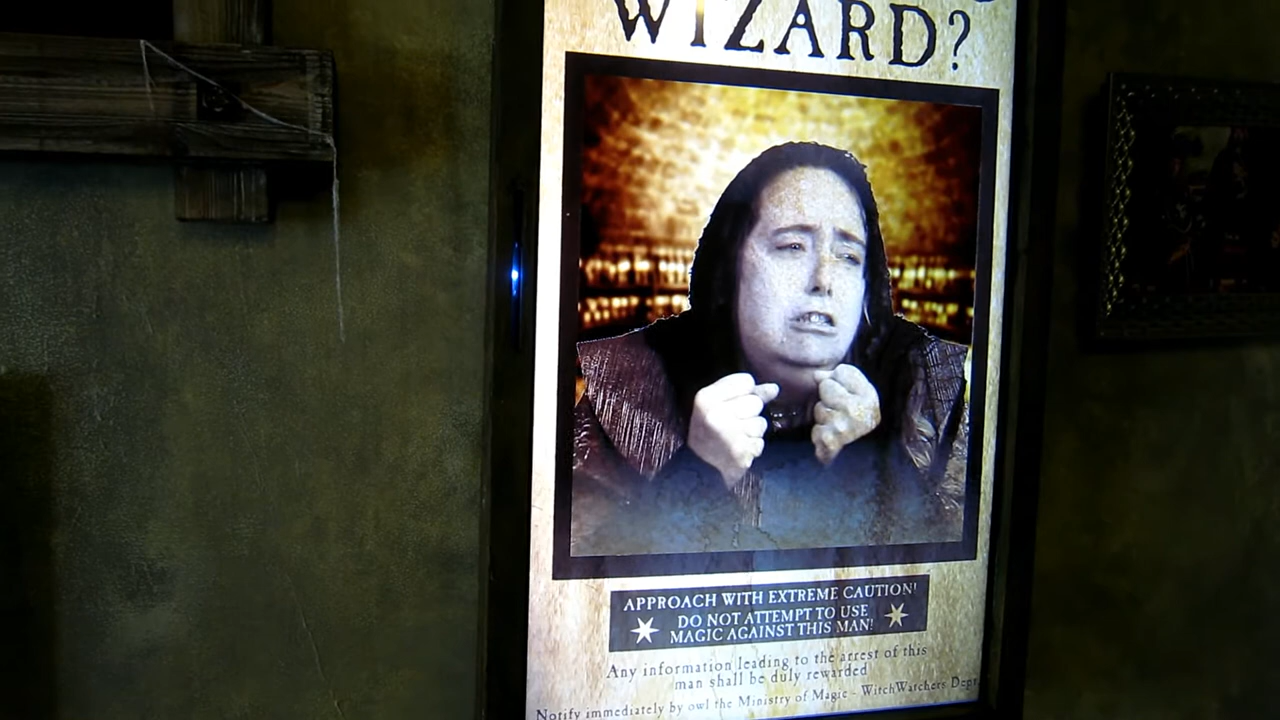 WIZARD?
APPROACH WITH EXTREME CAUTION!
DO NOT ATTEMPT TO USE
MAGIC AGAINST THIS MAN!
Any information leading to the arrest of this
man shall be duly rewarded
Notify immediately by owl the Ministry of Magic - WitchWatchers Dept